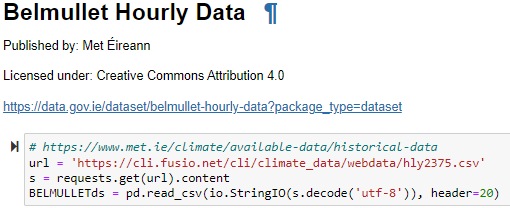 Belmullet Hourly Data ¶
Published by: Met Éireann
Licensed under: Creative Commons Attribution 4.0
https://data.gov.ie/dataset/belmullet-hourly-data?package_type=dataset
# https://www.met.ie/climate/available-data/historical-data
url = 'https://cli.fusio.net/cli/climate_data/webdata/hly2375.csv'
s = requests.get(url).content
BELMULLETds = pd.read_csv(io.StringIO(s.decode('utf-8')), header=20)